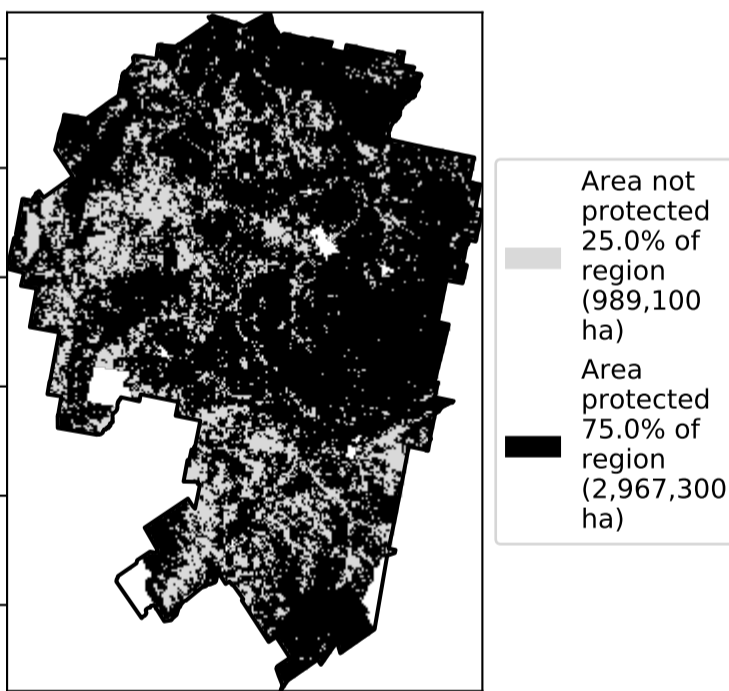 Area not
protected
25.0% of
region
(989,100
ha)
Area
protected
75.0% of
region
(2,967,300
ha)